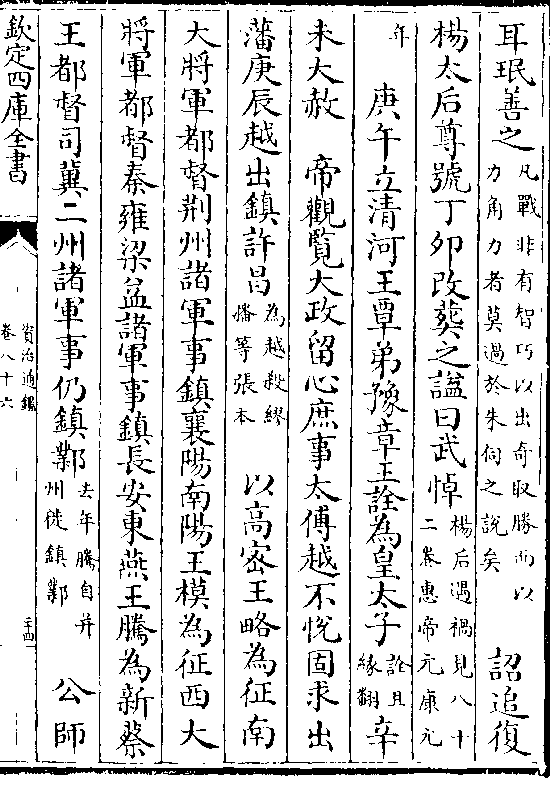 耳珉善之凡戰非有智巧以出奇取勝而以力角力者莫過於朱伺之說矣　詔追復
楊太后尊號丁卯改葬之諡曰武悼楊后遇禍見八十二卷惠帝元康元
年　庚午立清河王覃弟豫章王詮為皇太子詮且緣翻辛
未大赦　帝觀覽大政留心庶事太傅越不悅固求出
藩庚辰越出鎮許昌為越殺繆播等張本　以高密王略為征南
大將軍都督荆州諸軍事鎮襄陽南陽王模為征西大
將軍都督秦雍梁益諸軍事鎮長安東燕王騰為新蔡
王都督司冀二州諸軍事仍鎮鄴去年騰自并州徙鎮鄴　公師
欽定四庫全書
資治通鑑
卷八十六